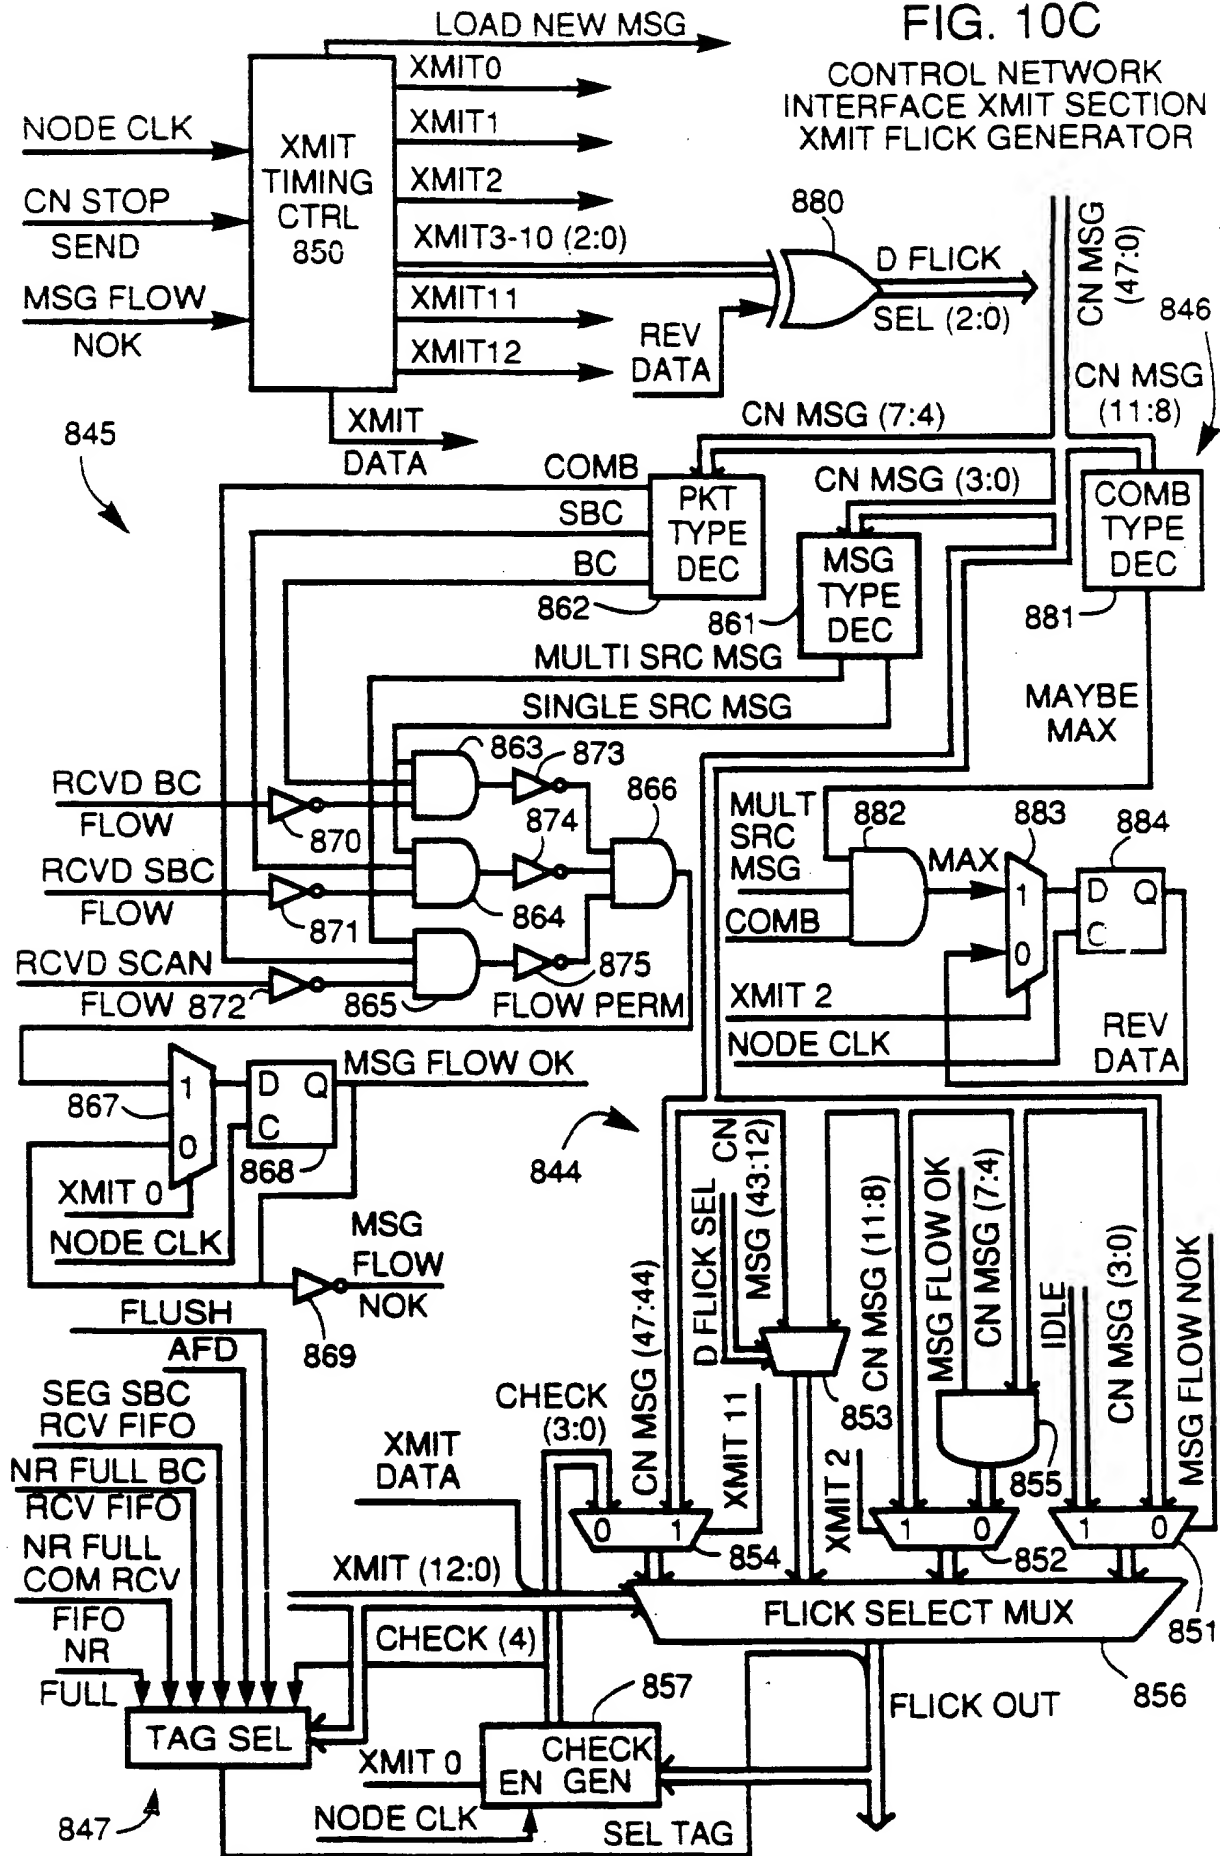 FIG. 10C
CONTROL NETWORK
INTERFACE XMIT SECTION
XMIT FLICK GENERATOR
LOAD NEW MSG
XMIT0
XMIT1
XMIT2
XMIT3-10 (2:0)
XMIT11
XMIT12
NODE CLK
CN STOP
SEND
MSG FLOW
NOK
XMIT
TIMING
CTRL
850
XMIT
DATA
845
880
D FLICK
SEL (2:0)
REV
DATA
CN MSG
(47:0)
846
CN MSG
(11:8)
CN MSG (7:4)
CN MSG (3:0)
COMB
SBC
BC
PKT
TYPE
DEC
862
MSG
TYPE
DEC
861
COMB
TYPE
DEC
881
MULTI SRC MSG
SINGLE SRC MSG
MAYBE
MAX
863
873
866
RCVD BC
FLOW
870
874
RCVD SBC
FLOW
871
864
RCVD SCAN
FLOW
872
865
875
FLOW PERM
MULT
SRC
MSG
882
883
884
MAX
1
0
D Q
C
COMB
XMIT 2
NODE CLK
REV
DATA
867
1
0
D Q
C
868
MSG FLOW OK
XMIT 0
NODE CLK
MSG
FLOW
NOK
869
844
FLUSH
AFD
SEG SBC
RCV FIFO
NR FULL BC
RCV FIFO
NR FULL
COM RCV
FIFO
NR
FULL
TAG SEL
847
CHECK
(3:0)
CN MSG (47:44)
D FLICK SEL
CN
MSG (43:12)
CN MSG (11:8)
MSG FLOW OK
CN MSG (7:4)
IDLE
CN MSG (3:0)
MSG FLOW NOK
853
855
XMIT
DATA
XMIT 11
XMIT 2
0 1
854
1 0
852
1 0
851
XMIT (12:0)
FLICK SELECT MUX
856
CHECK (4)
857
FLICK OUT
XMIT 0
CHECK
EN GEN
NODE CLK
SEL TAG